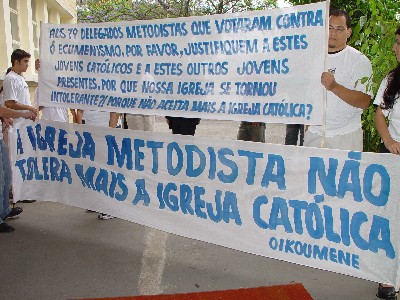 AOS 79 DELEGADOS METODISTAS QUE VOTARAM CONTRA
O ECUMENISMO, POR FAVOR, JUSTIFIQUEM A ESTES
JOVENS CATÓLICOS E A ESTES OUTROS JOVENS
PRESENTES, POR QUE NOSSA IGREJA SE TORNOU
INTOLERANTE?! PORQUE NÃO ACEITA MAIS A IGREJA CATÓLICA?
A IGREJA METODISTA NÃO
TOLERA MAIS A IGREJA CATÓLICA
OIKOUMENE